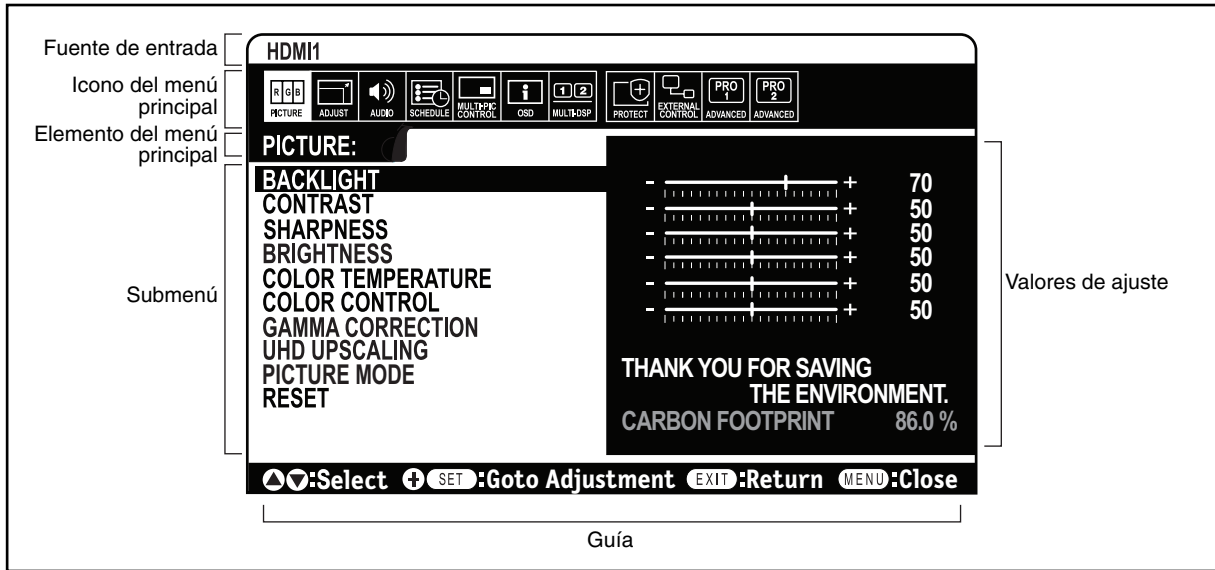 Fuente de entrada
HDMI1
Icono del menú
principal
R G B
PICTURE
ADJUST
AUDIO
SCHEDULE
MULTI-PIC
CONTROL
OSD
1 2
MULTI-DSP
PROTECT
EXTERNAL
CONTROL
PRO
1
ADVANCED
PRO
2
ADVANCED
Elemento del menú
principal
PICTURE:
BACKLIGHT - + 70
CONTRAST - + 50
SHARPNESS - + 50
BRIGHTNESS - + 50
COLOR TEMPERATURE - + 50
COLOR CONTROL - + 50
GAMMA CORRECTION
UHD UPSCALING
PICTURE MODE
RESET
THANK YOU FOR SAVING
THE ENVIRONMENT.
CARBON FOOTPRINT 86.0 %
Submenú
Valores de ajuste
:Select + SET :Goto Adjustment EXIT :Return MENU :Close
Guía